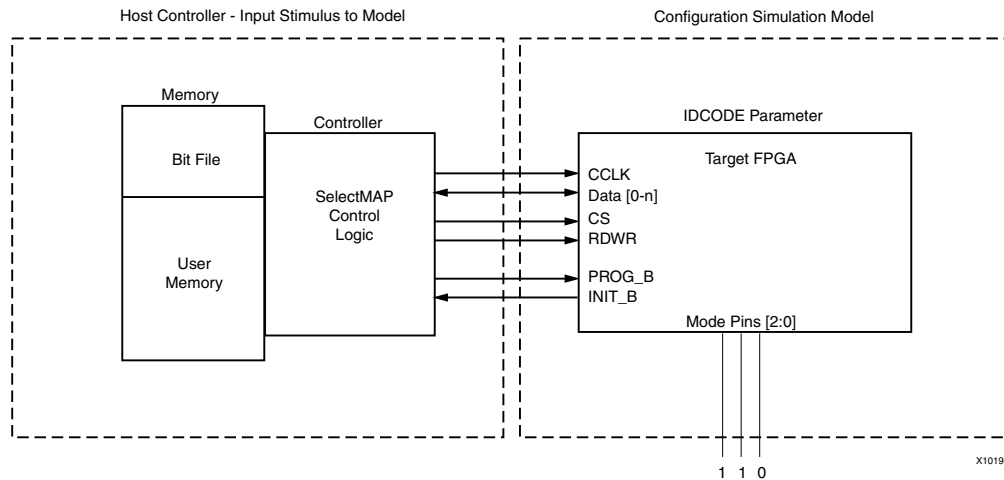 Host Controller - Input Stimulus to Model
Configuration Simulation Model
Memory
Bit File
User
Memory
Controller
SelectMAP
Control
Logic
IDCODE Parameter
Target FPGA
CCLK
Data [0-n]
CS
RDWR
PROG_B
INIT_B
Mode Pins [2:0]
1 1 0
X1019